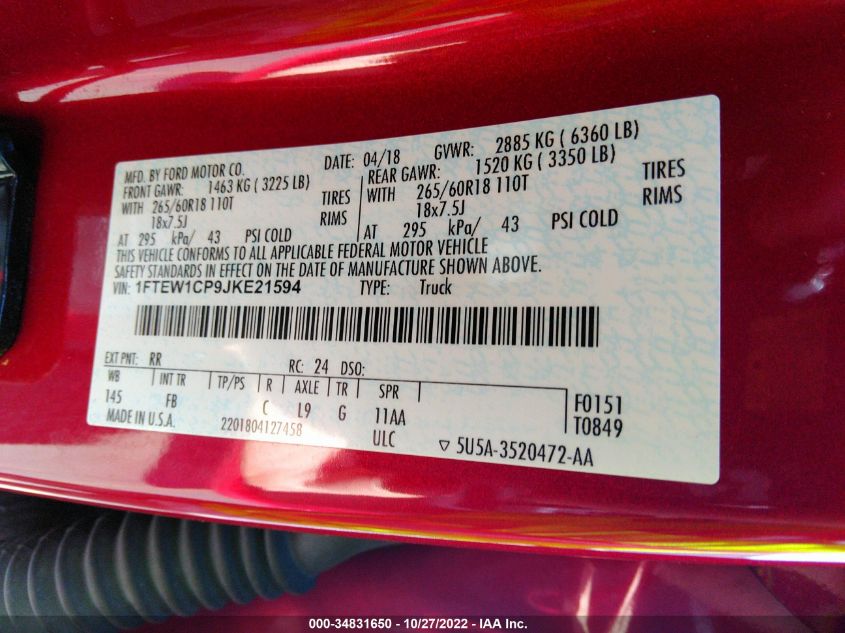 MFD. BY FORD MOTOR CO. DATE: 04/18 GVWR: 2885 KG ( 6360 LB)
FRONT GAWR: 1463 KG ( 3225 LB) REAR GAWR: 1520 KG ( 3350 LB)
WITH 265/60R18 110T TIRES WITH 265/60R18 110T TIRES
18x7.5J RIMS 18x7.5J RIMS
AT 295 kPa/ 43 PSI COLD AT 295 kPa/ 43 PSI COLD
THIS VEHICLE CONFORMS TO ALL APPLICABLE FEDERAL MOTOR VEHICLE
SAFETY STANDARDS IN EFFECT ON THE DATE OF MANUFACTURE SHOWN ABOVE.
VIN: 1FTEW1CP9JKE21594 TYPE: Truck
EXT PNT: RR RC: 24 DSO:
WB INT TR TP/PS R AXLE TR SPR
145 FB C L9 G 11AA F0151
MADE IN U.S.A. 2201804127458 ULC T0849
▽ 5U5A-3520472-AA
000-34831650 - 10/27/2022 - IAA Inc.